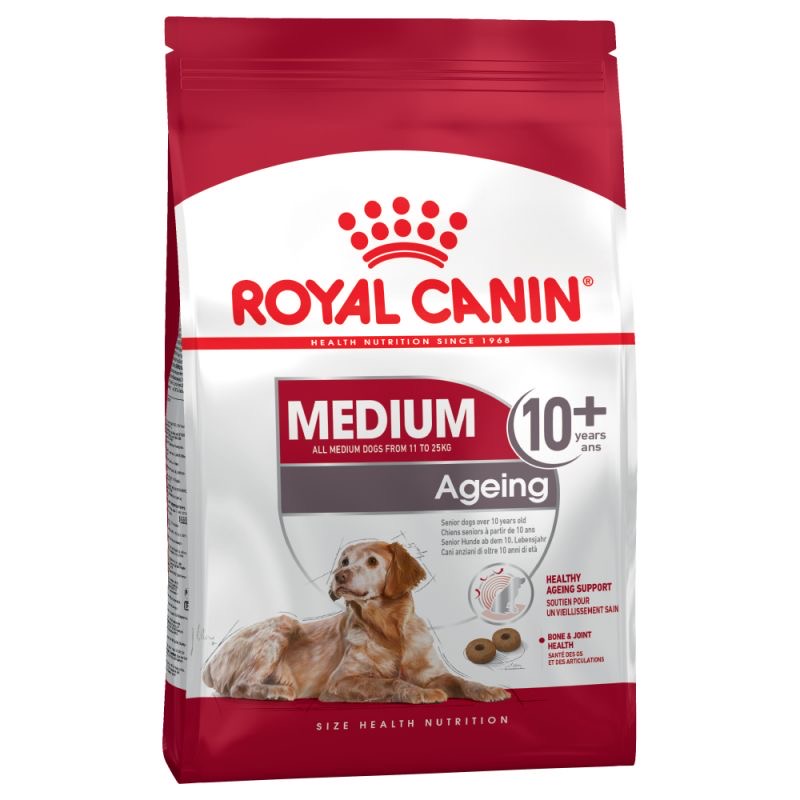 ROYAL CANIN®
HEALTH NUTRITION SINCE 1968
MEDIUM
ALL MEDIUM DOGS FROM 11 TO 25KG
10+
years
ans
Ageing
Senior dogs over 10 years old
Chiens seniors à partir de 10 ans
Senior Hunde ab dem 10. Lebensjahr
Cani anziani di oltre 10 anni di età
HEALTHY
AGEING SUPPORT
SOUTIEN POUR
UN VIEILLISSEMENT SAIN
BONE & JOINT
HEALTH
SANTÉ DES OS
ET DES ARTICULATIONS
SIZE HEALTH NUTRITION